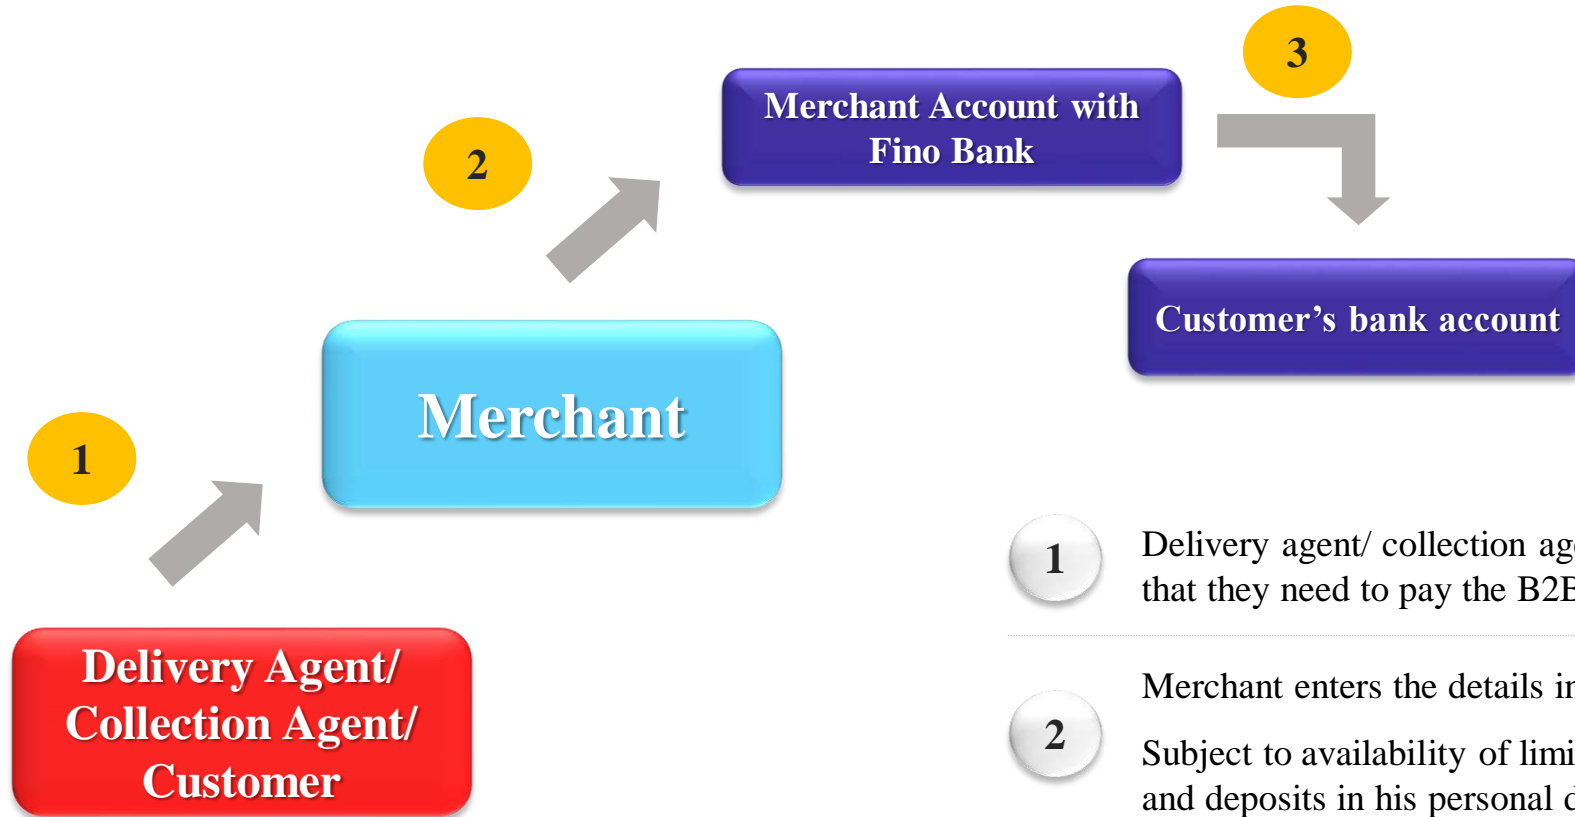 3
Merchant Account with
Fino Bank
2
Customer’s bank account
Merchant
1
Delivery Agent/
Collection Agent/
Customer
1
Delivery agent/ collection
that they need to pay the
2
Merchant enters the details
Subject to availability of
and deposits in his personal